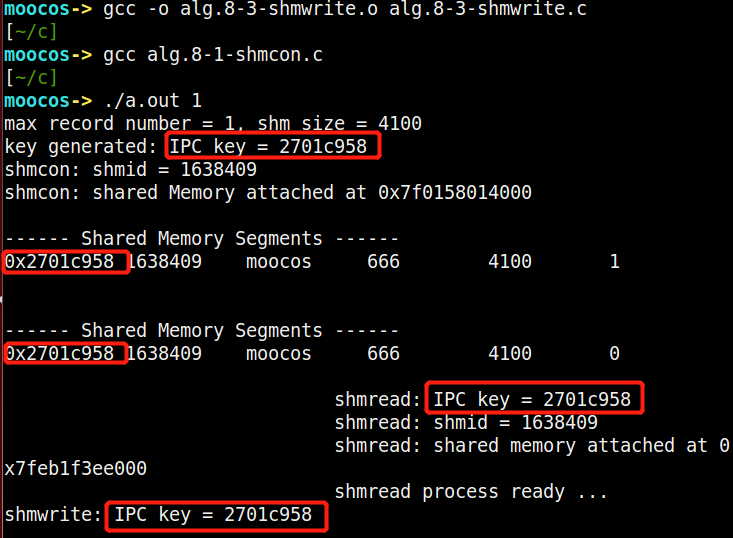 moocos-> gcc -o alg.8-3-shmwrite.o alg.8-3-shmwrite.c
[~/c]
moocos-> gcc alg.8-1-shmcon.c
[~/c]
moocos-> ./a.out 1
max record number = 1, shm size = 4100
key generated: IPC key = 2701c958
shmcon: shmid = 1638409
shmcon: shared Memory attached at 0x7f0158014000
------ Shared Memory Segments ------
0x2701c958 1638409    moocos     666        4100       1
------ Shared Memory Segments ------
0x2701c958 1638409    moocos     666        4100       0
shmread: IPC key = 2701c958
shmread: shmid = 1638409
shmread: shared memory attached at 0
x7feb1f3ee000
shmread process ready ...
shmwrite: IPC key = 2701c958